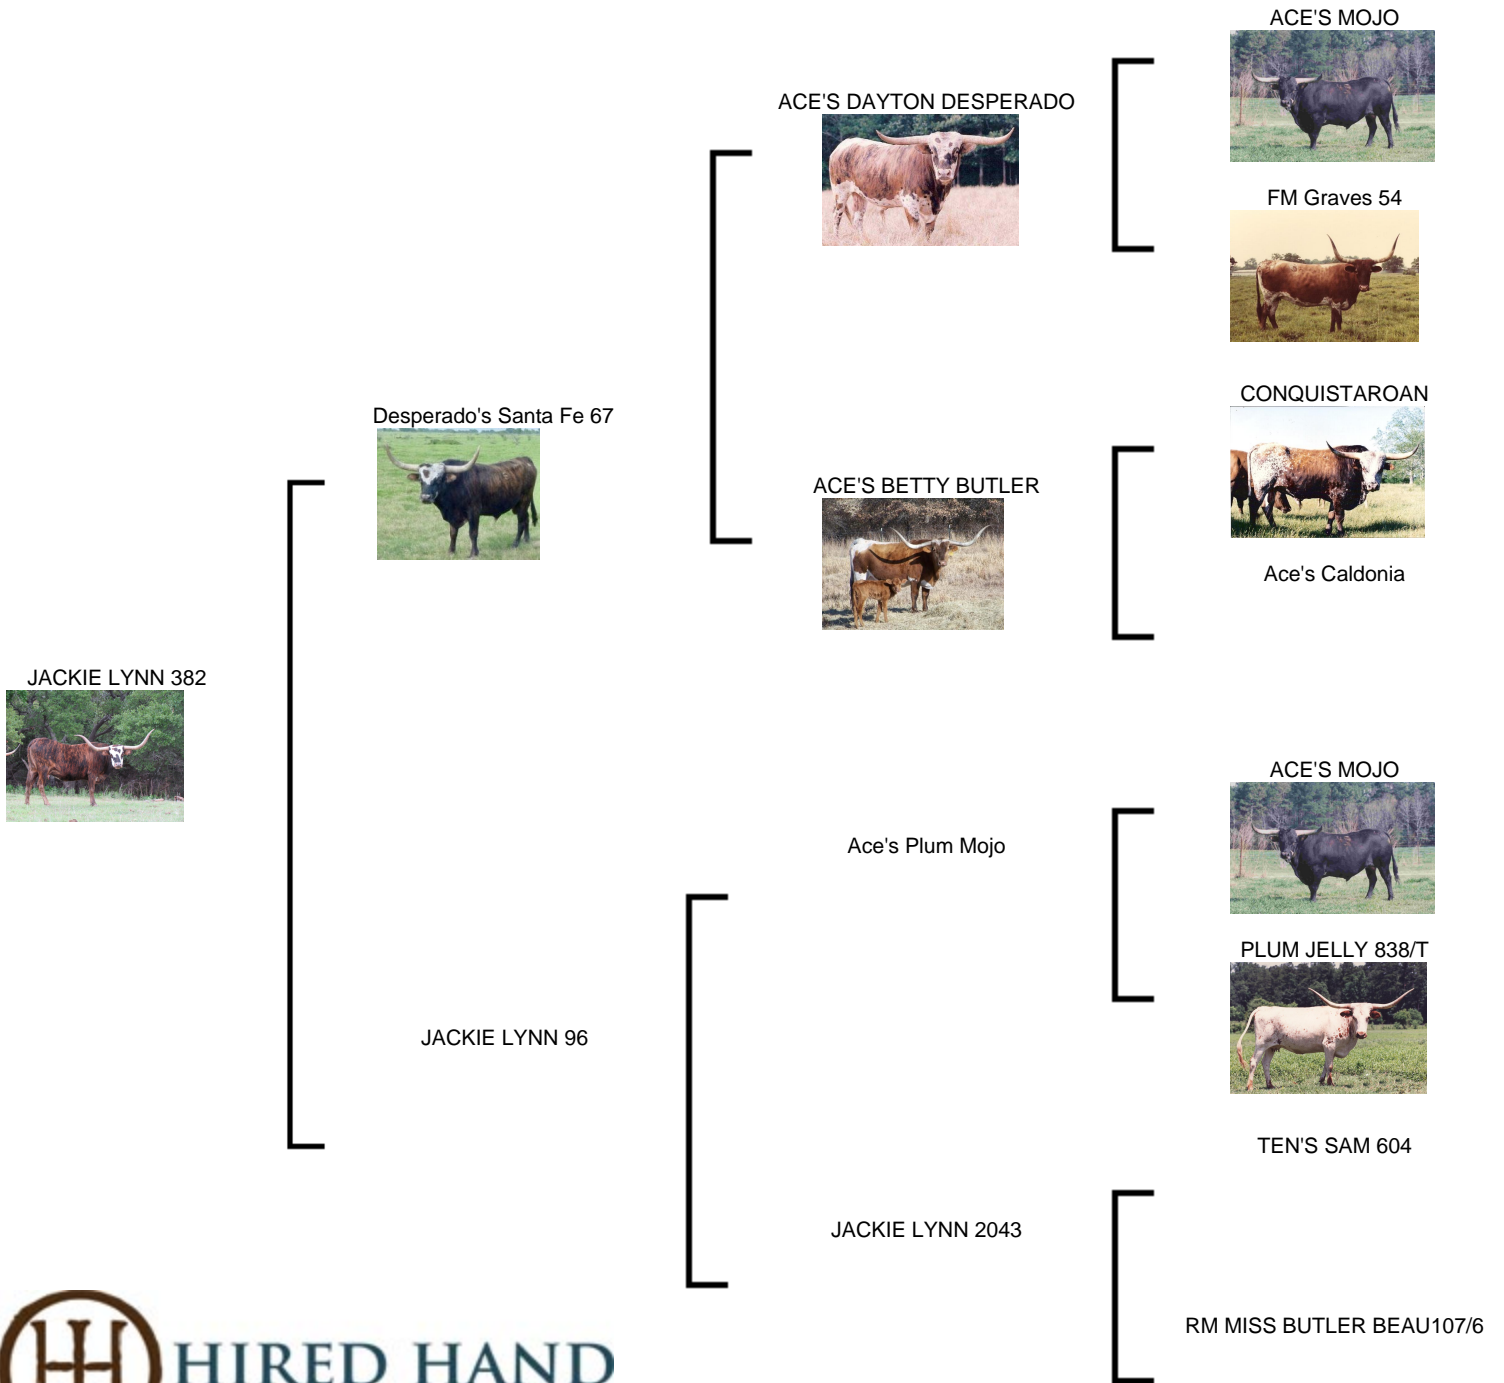 ACE'S MOJO
ACE'S DAYTON DESPERADO
FM Graves 54
Desperado's Santa Fe 67
CONQUISTAROAN
ACE'S BETTY BUTLER
Ace's Caldonia
JACKIE LYNN 382
ACE'S MOJO
Ace's Plum Mojo
PLUM JELLY 838/T
JACKIE LYNN 96
TEN'S SAM 604
JACKIE LYNN 2043
RM MISS BUTLER BEAU107/6
HIRED HAND